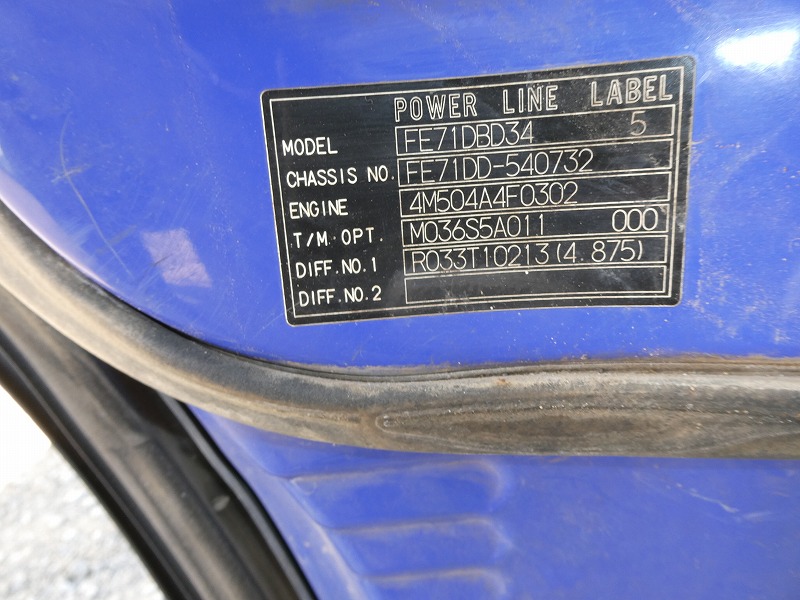 POWER LINE LABEL
MODEL FE71DBD34 5
CHASSIS NO. FE71DD-540732
ENGINE 4M504A4F0302
T/M. OPT. M036S5A011 000
DIFF.NO.1 R033T10213(4.875)
DIFF.NO.2